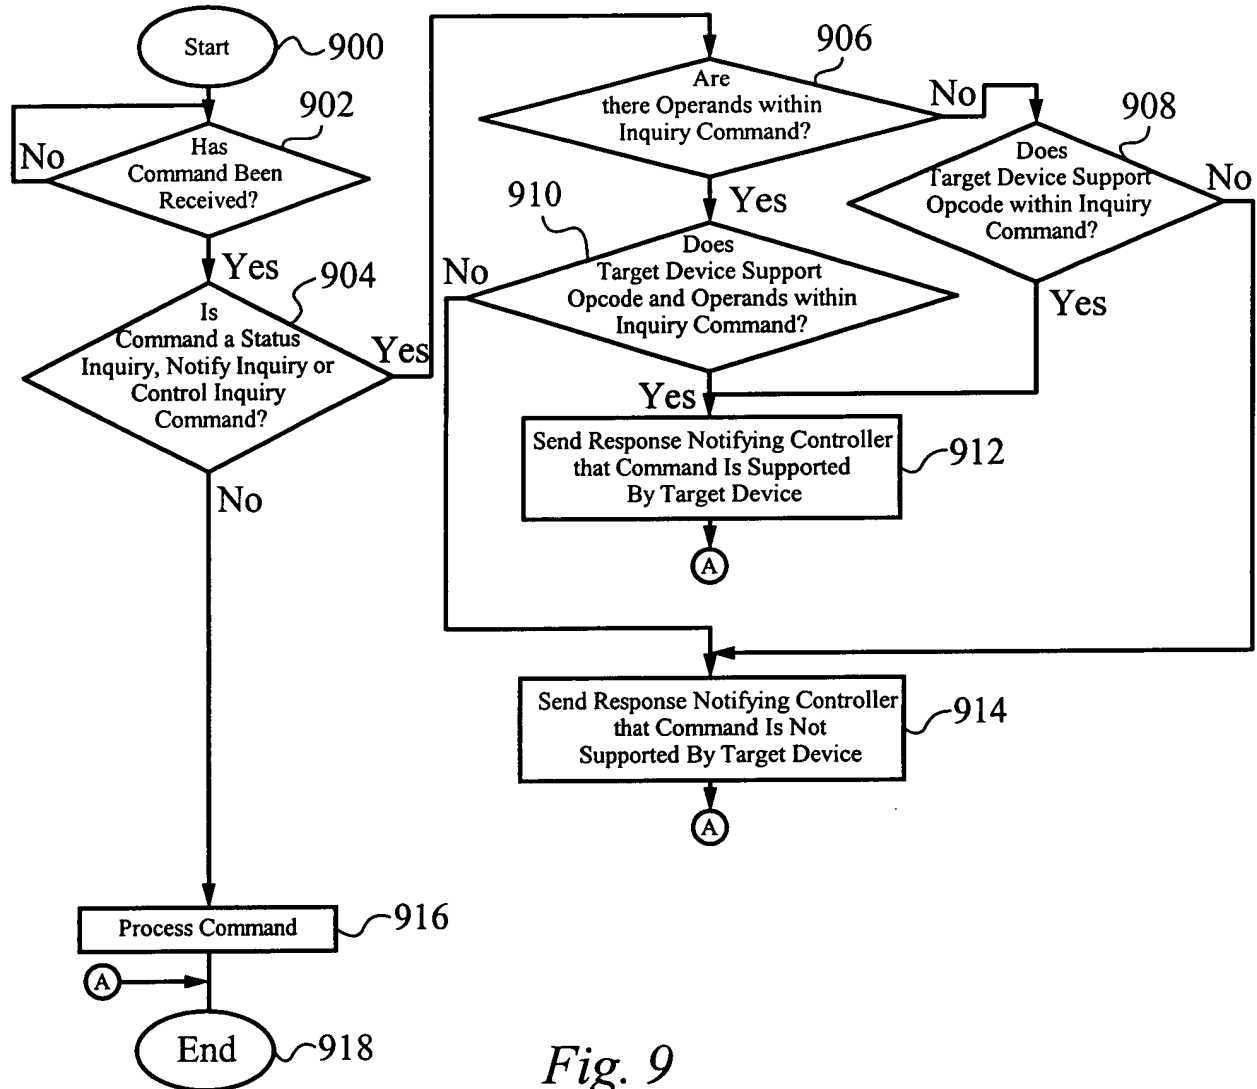 Start
900
902
Has
Command Been
Received?
No
Yes
904
Is
Command a Status
Inquiry, Notify Inquiry or
Control Inquiry
Command?
Yes
No
906
Are
there Operands within
Inquiry Command?
No
Yes
908
Does
Target Device Support
Opcode within Inquiry
Command?
No
Yes
910
Does
Target Device Support
Opcode and Operands within
Inquiry Command?
No
Yes
Send Response Notifying Controller
that Command Is Supported
By Target Device
912
A
Send Response Notifying Controller
that Command Is Not
Supported By Target Device
914
A
Process Command
916
A
End
918
Fig. 9